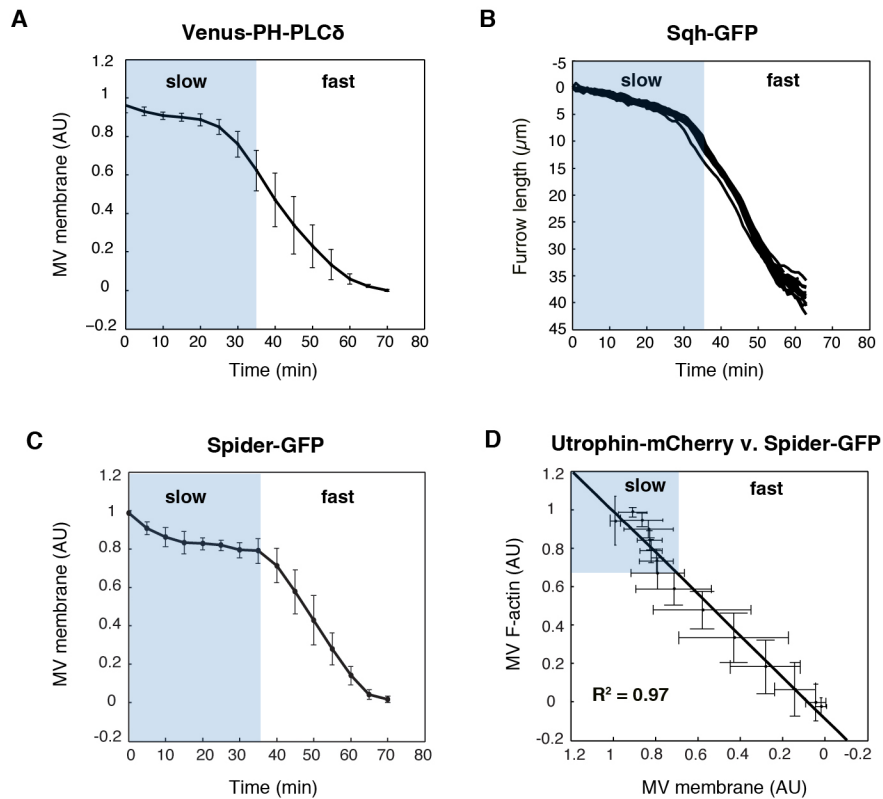 A
Venus-PH-PLCδ
slow
fast
1.2
1
0.8
0.6
0.4
0.2
0
−0.2
MV membrane (AU)
0 10 20 30 40 50 60 70 80
Time (min)
B
Sqh-GFP
slow
fast
-5
0
5
10
15
20
25
30
35
40
45
Furrow length (µm)
0 10 20 30 40 50 60 70 80
Time (min)
C
Spider-GFP
slow
fast
1.2
1
0.8
0.6
0.4
0.2
0
-0.2
MV membrane (AU)
0 10 20 30 40 50 60 70 80
Time (min)
D
Utrophin-mCherry v. Spider-GFP
slow
fast
1.2
1
0.8
0.6
0.4
0.2
0
-0.2
MV F-actin (AU)
R² = 0.97
1.2 1 0.8 0.6 0.4 0.2 0 -0.2
MV membrane (AU)